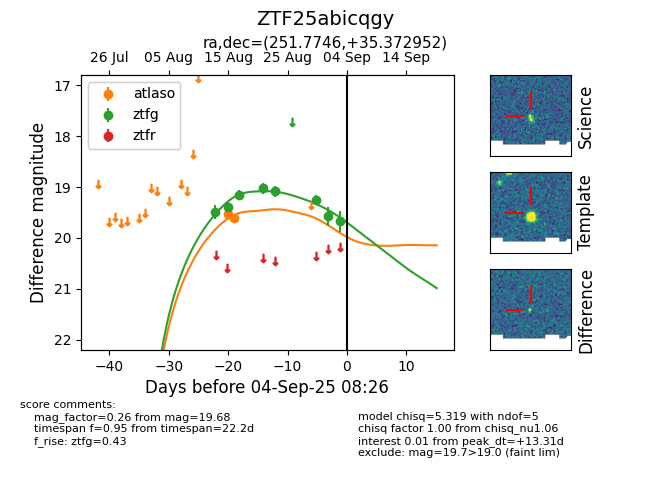 ZTF25abicqgy
ra,dec=(251.7746,+35.372952)
26 Jul 05 Aug 15 Aug 25 Aug 04 Sep 14 Sep
17
18
19
20
21
22
Difference magnitude
atlaso
ztfg
ztfr
−40 −30 −20 −10 0 10
Days before 04-Sep-25 08:26
Science
Template
Difference
score comments:
mag_factor=0.26 from mag=19.68
timespan f=0.95 from timespan=22.2d
f_rise: ztfg=0.43
model chisq=5.319 with ndof=5
chisq factor 1.00 from chisq_nu1.06
interest 0.01 from peak_dt=+13.31d
exclude: mag=19.7>19.0 (faint lim)